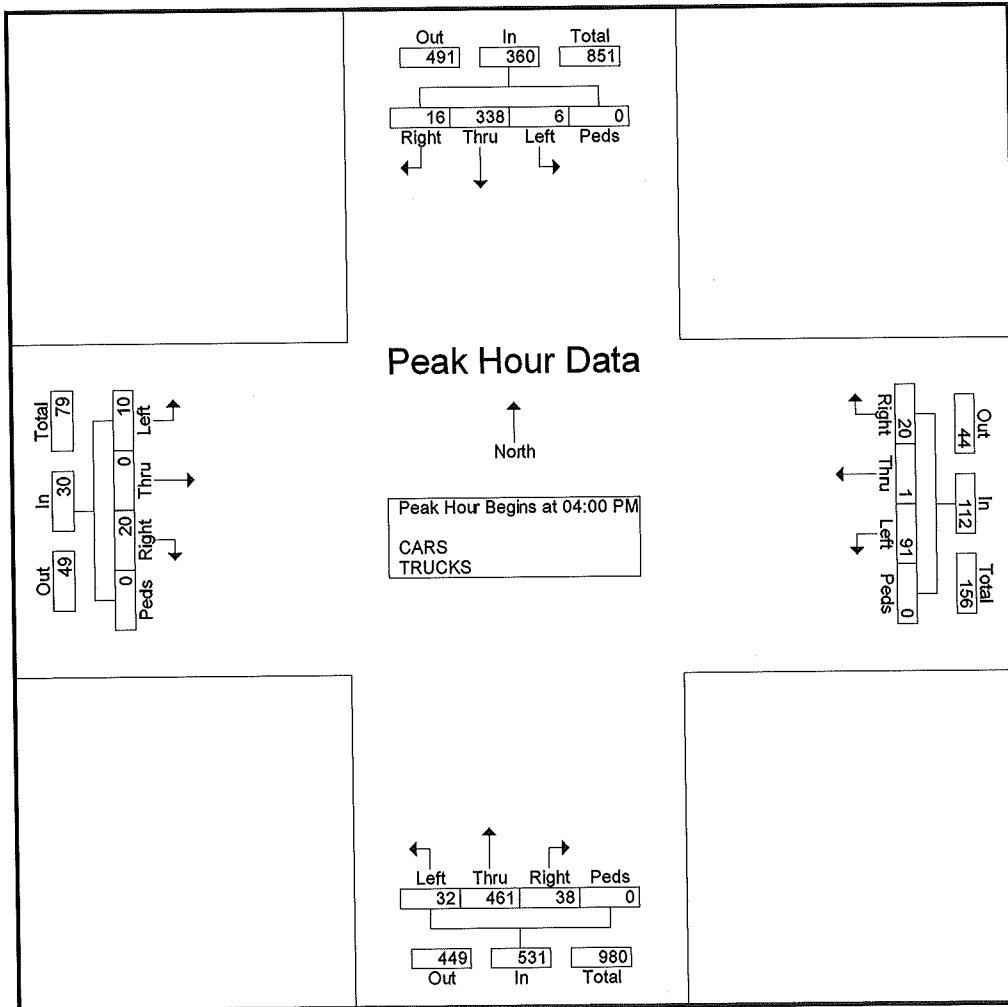 Out In Total
491 360 851
16 338 6 0
Right Thru Left Peds
Peak Hour Data
North
Peak Hour Begins at 04:00 PM
CARS
TRUCKS
Total In Out
79 30 49
10 0 20 0
Left Thru Right Peds
Right Thru Left Peds
20 1 91 0
Out In Total
44 112 156
Left Thru Right Peds
32 461 38 0
449 531 980
Out In Total